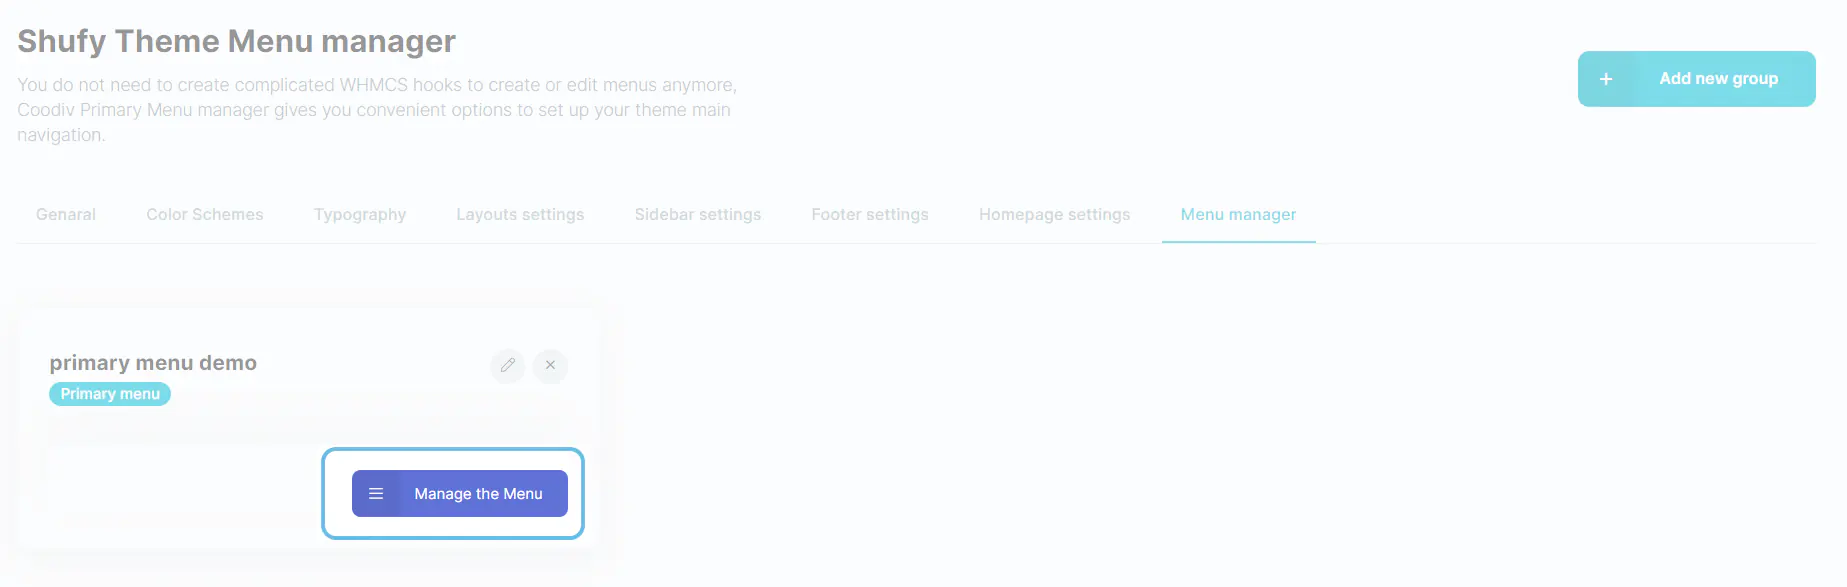 Shufy Theme Menu manager
You do not need to create complicated WHMCS hooks to create or edit menus anymore,
Coodiv Primary Menu manager gives you convenient options to set up your theme main
navigation.
Add new group
Genaral
Color Schemes
Typography
Layouts settings
Sidebar settings
Footer settings
Homepage settings
Menu manager
primary menu demo
Primary menu
Manage the Menu